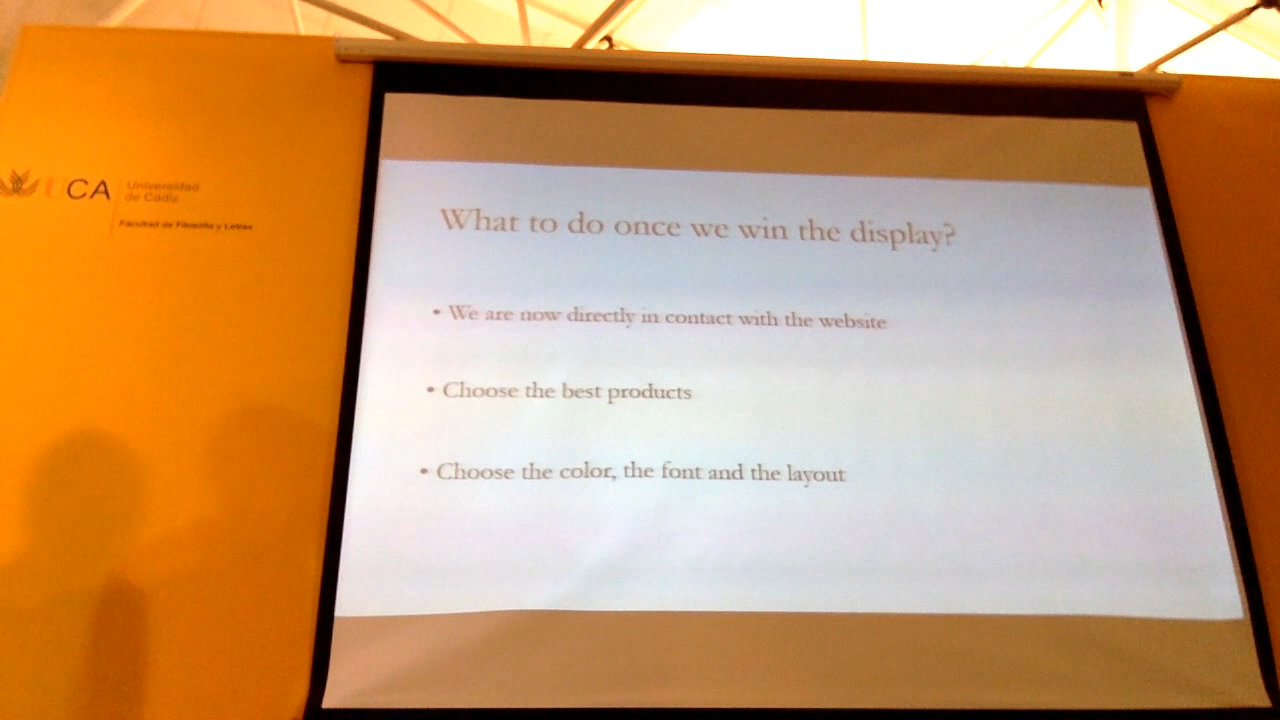 UCA
Universidad
de Cádiz
Facultad de Filosofía y Letras
What to do once we win the display?
• We are now directly in contact with the website
• Choose the best products
• Choose the color, the font and the layout